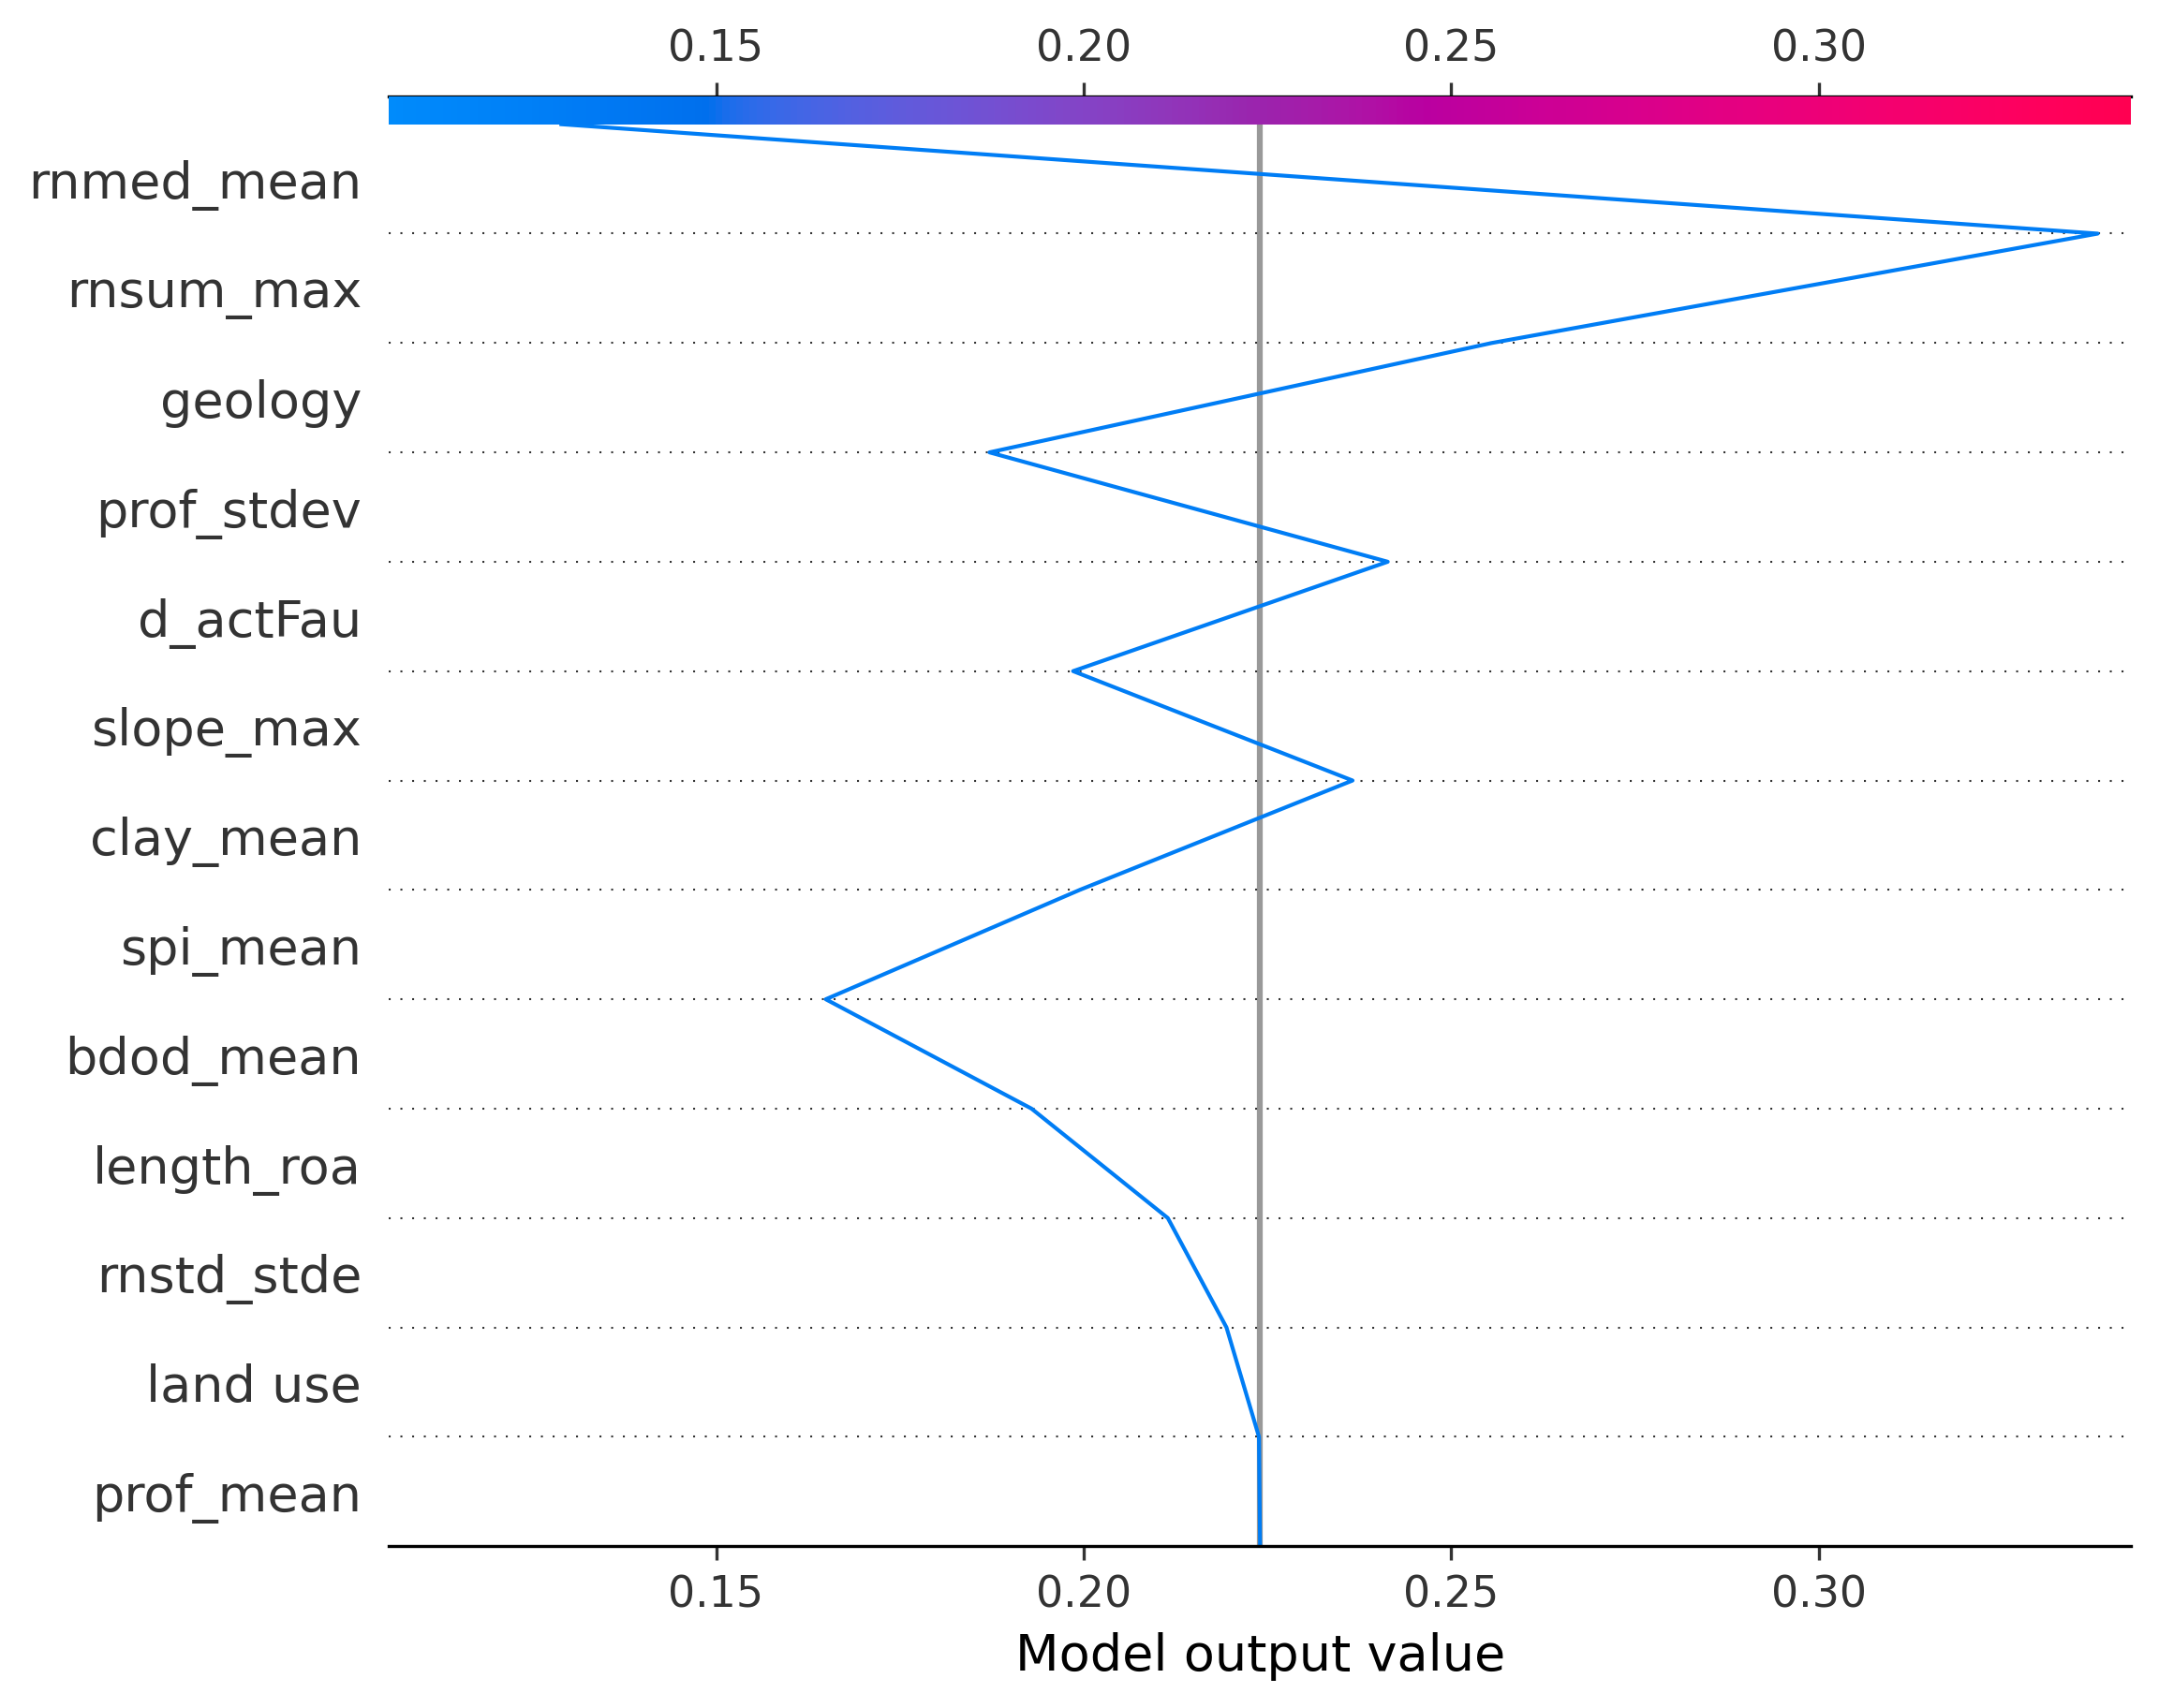 0.15 0.20 0.25 0.30
rnmed_mean
rnsum_max
geology
prof_stdev
d_actFau
slope_max
clay_mean
spi_mean
bdod_mean
length_roa
rnstd_stde
land use
prof_mean
0.15 0.20 0.25 0.30
Model output value